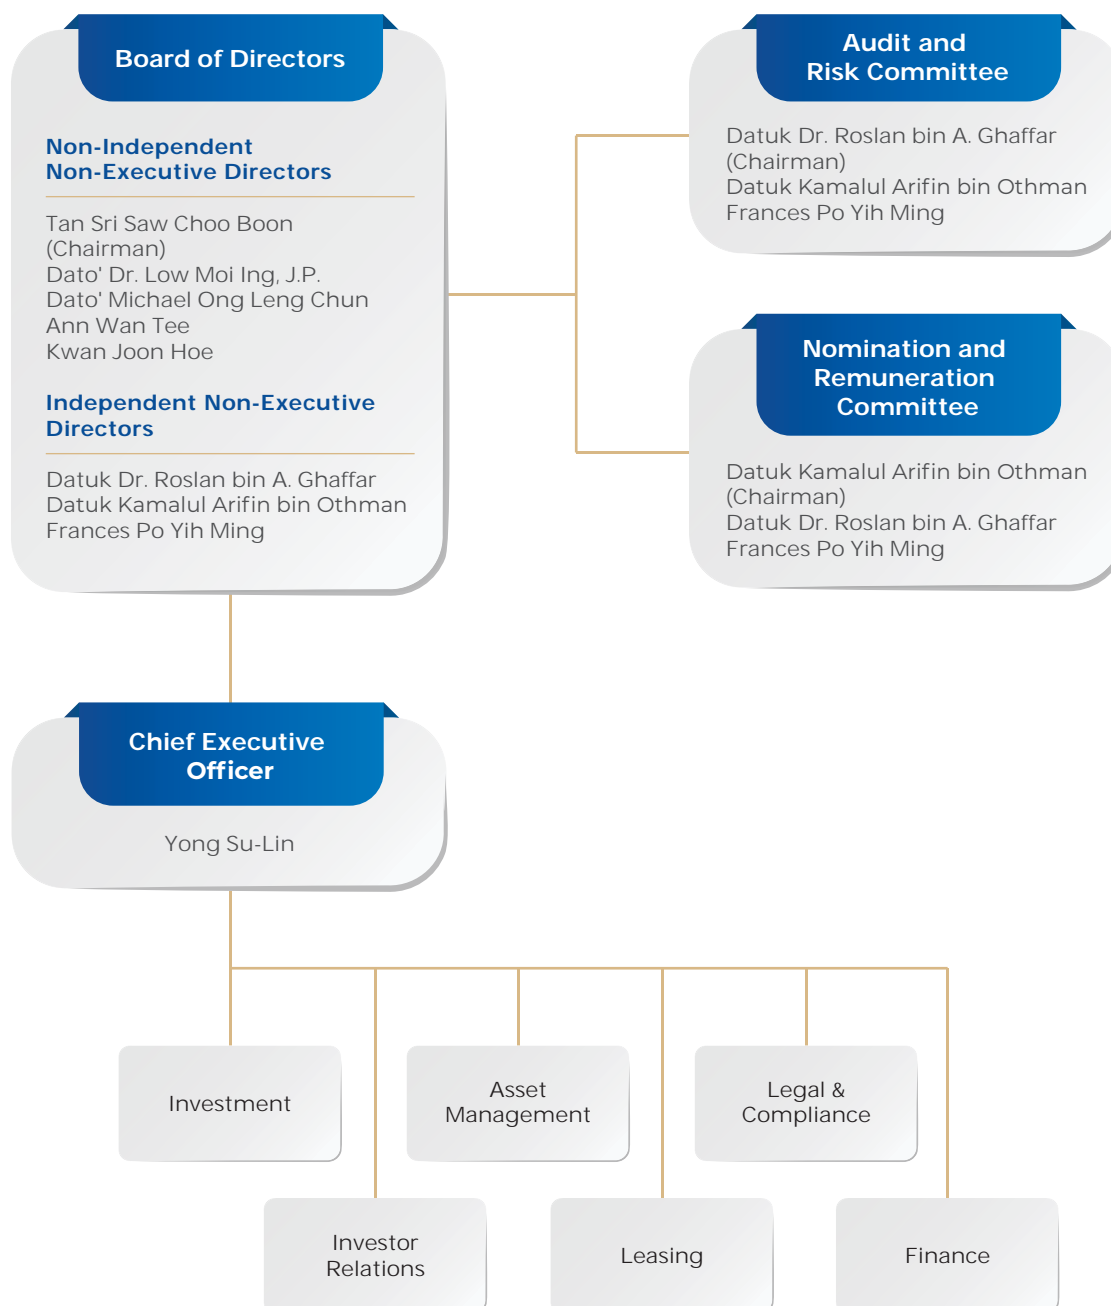 Board of Directors
Non-Independent
Non-Executive Directors
Tan Sri Saw Choo Boon
(Chairman)
Dato' Dr. Low Moi Ing, J.P.
Dato' Michael Ong Leng Chun
Ann Wan Tee
Kwan Joon Hoe
Independent Non-Executive
Directors
Datuk Dr. Roslan bin A. Ghaffar
Datuk Kamalul Arifin bin Othman
Frances Po Yih Ming
Audit and
Risk Committee
Datuk Dr. Roslan bin A. Ghaffar
(Chairman)
Datuk Kamalul Arifin bin Othman
Frances Po Yih Ming
Nomination and
Remuneration
Committee
Datuk Kamalul Arifin bin Othman
(Chairman)
Datuk Dr. Roslan bin A. Ghaffar
Frances Po Yih Ming
Chief Executive
Officer
Yong Su-Lin
Investment
Asset
Management
Legal &
Compliance
Investor
Relations
Leasing
Finance